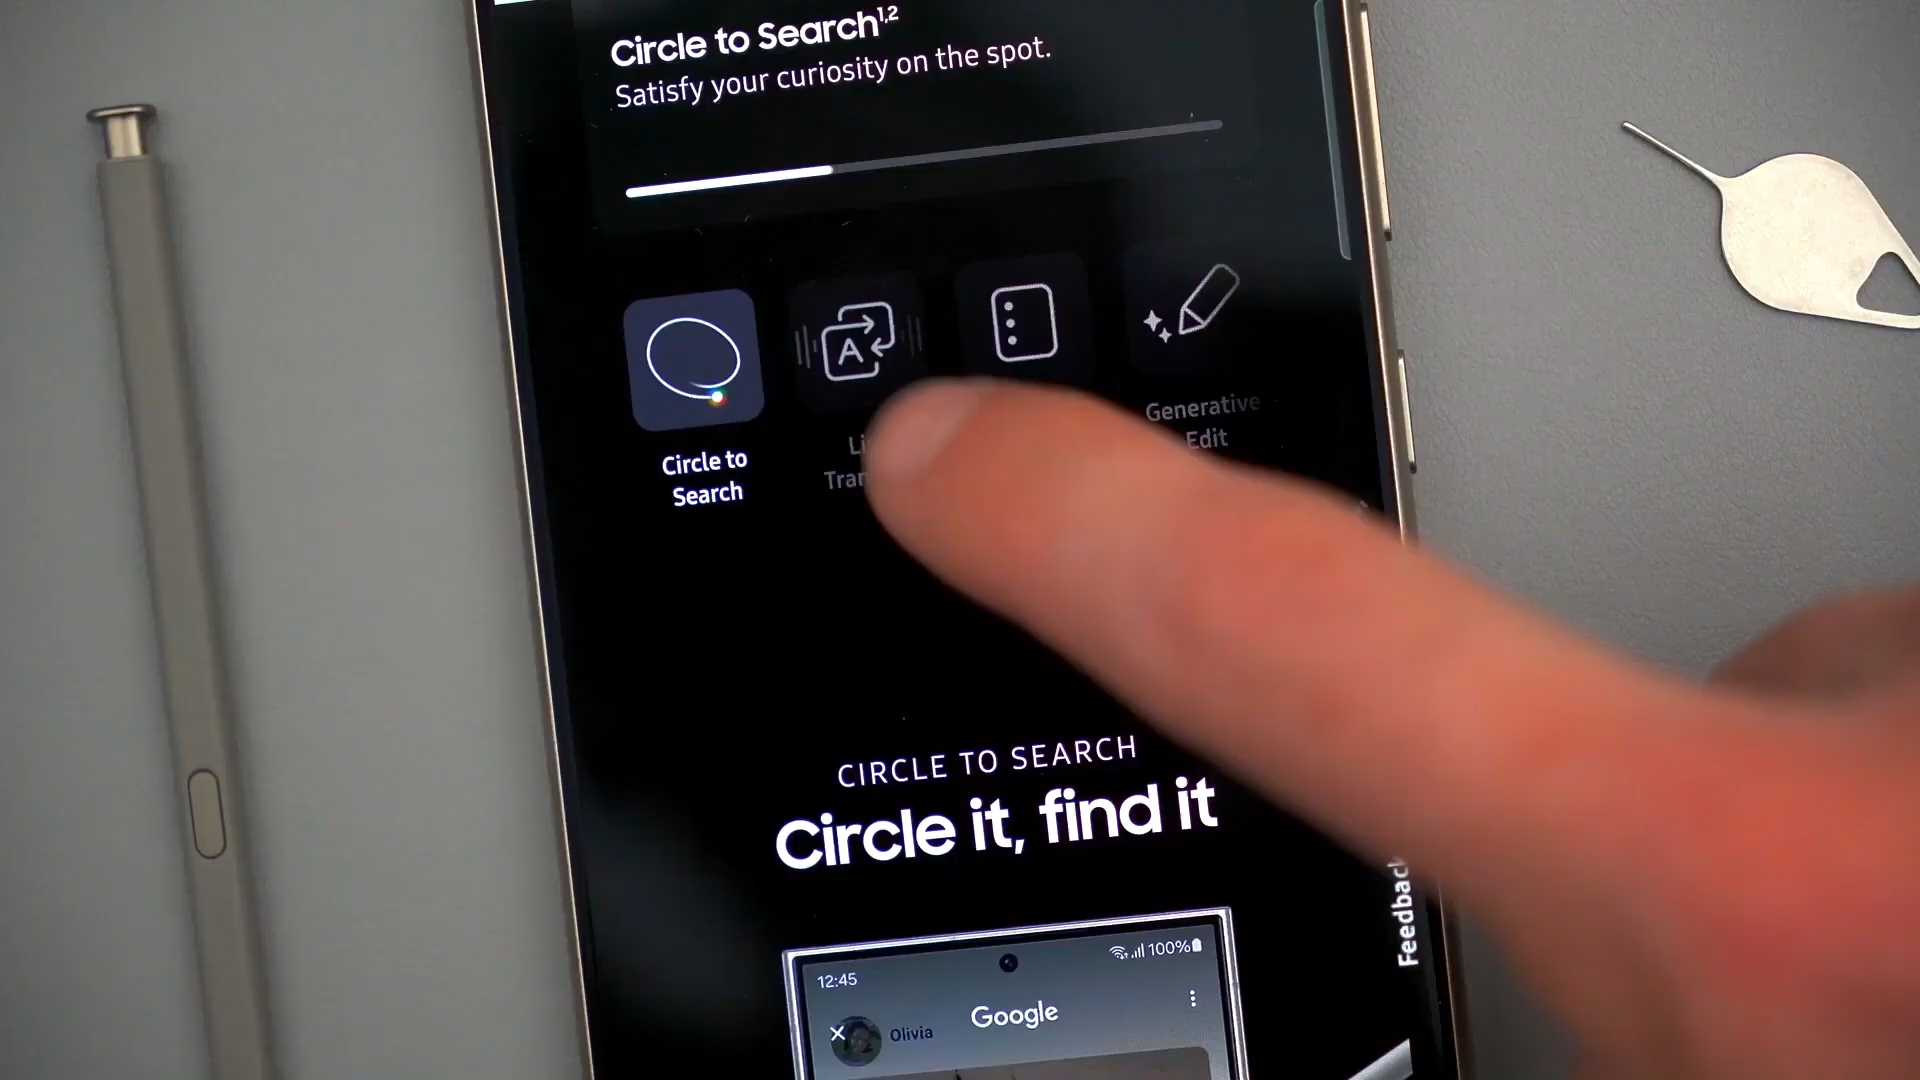 Circle to Search1,2
Satisfy your curiosity on the spot.
A
Circle to
Search
Generative
Edit
CIRCLE TO SEARCH
Circle it, find it
Feedback
12:45
100%
Google
Olivia